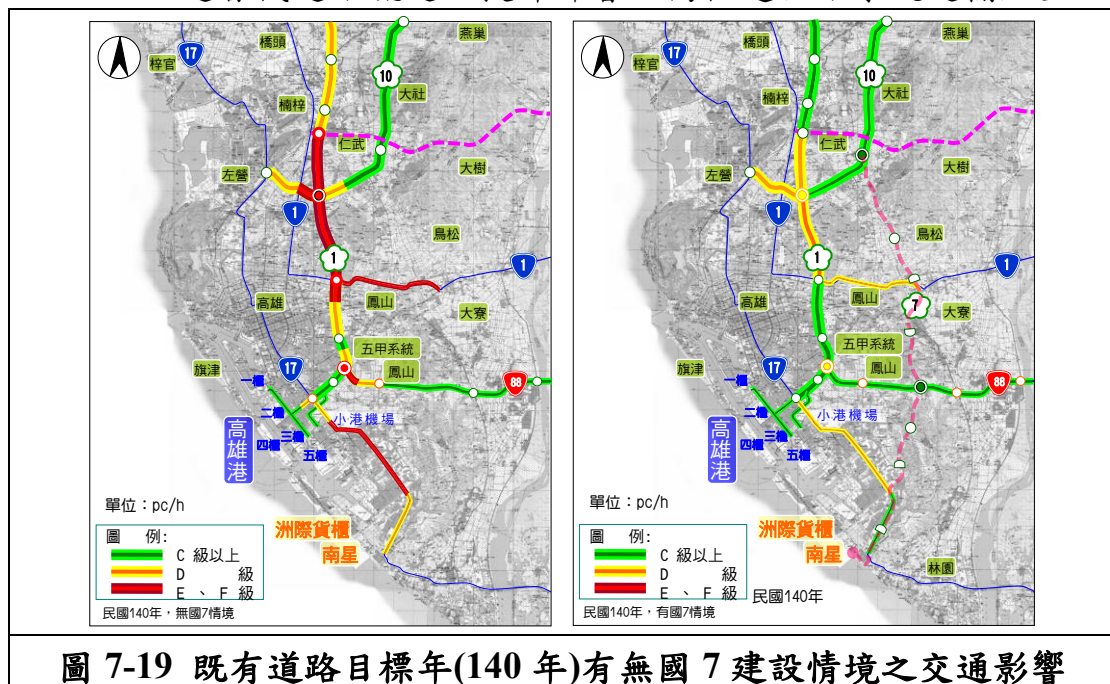 17
橋頭
燕巢
梓官
10
大社
楠梓
仁武
大樹
左營
1
鳥松
1
1
高雄
鳳山
大寮
五甲系統
旗津
17
鳳山
88
一櫃
二櫃
小港機場
三櫃
四櫃
五櫃
高雄港
單位：pc/h
洲際貨櫃
南星
圖 例:
C 級以上
D 級
E 、 F 級
民國140年，無國7情境
17
橋頭
燕巢
梓官
10
大社
楠梓
仁武
大樹
左營
1
鳥松
1
1
高雄
鳳山
7
大寮
五甲系統
旗津
17
鳳山
88
一櫃
二櫃
小港機場
三櫃
四櫃
五櫃
高雄港
單位：pc/h
洲際貨櫃
南星
林園
圖 例:
C 級以上
D 級
E 、 F 級
民國140年
民國140年，有國7情境
圖 7-19 既有道路目標年(140 年)有無國 7 建設情境之交通影響